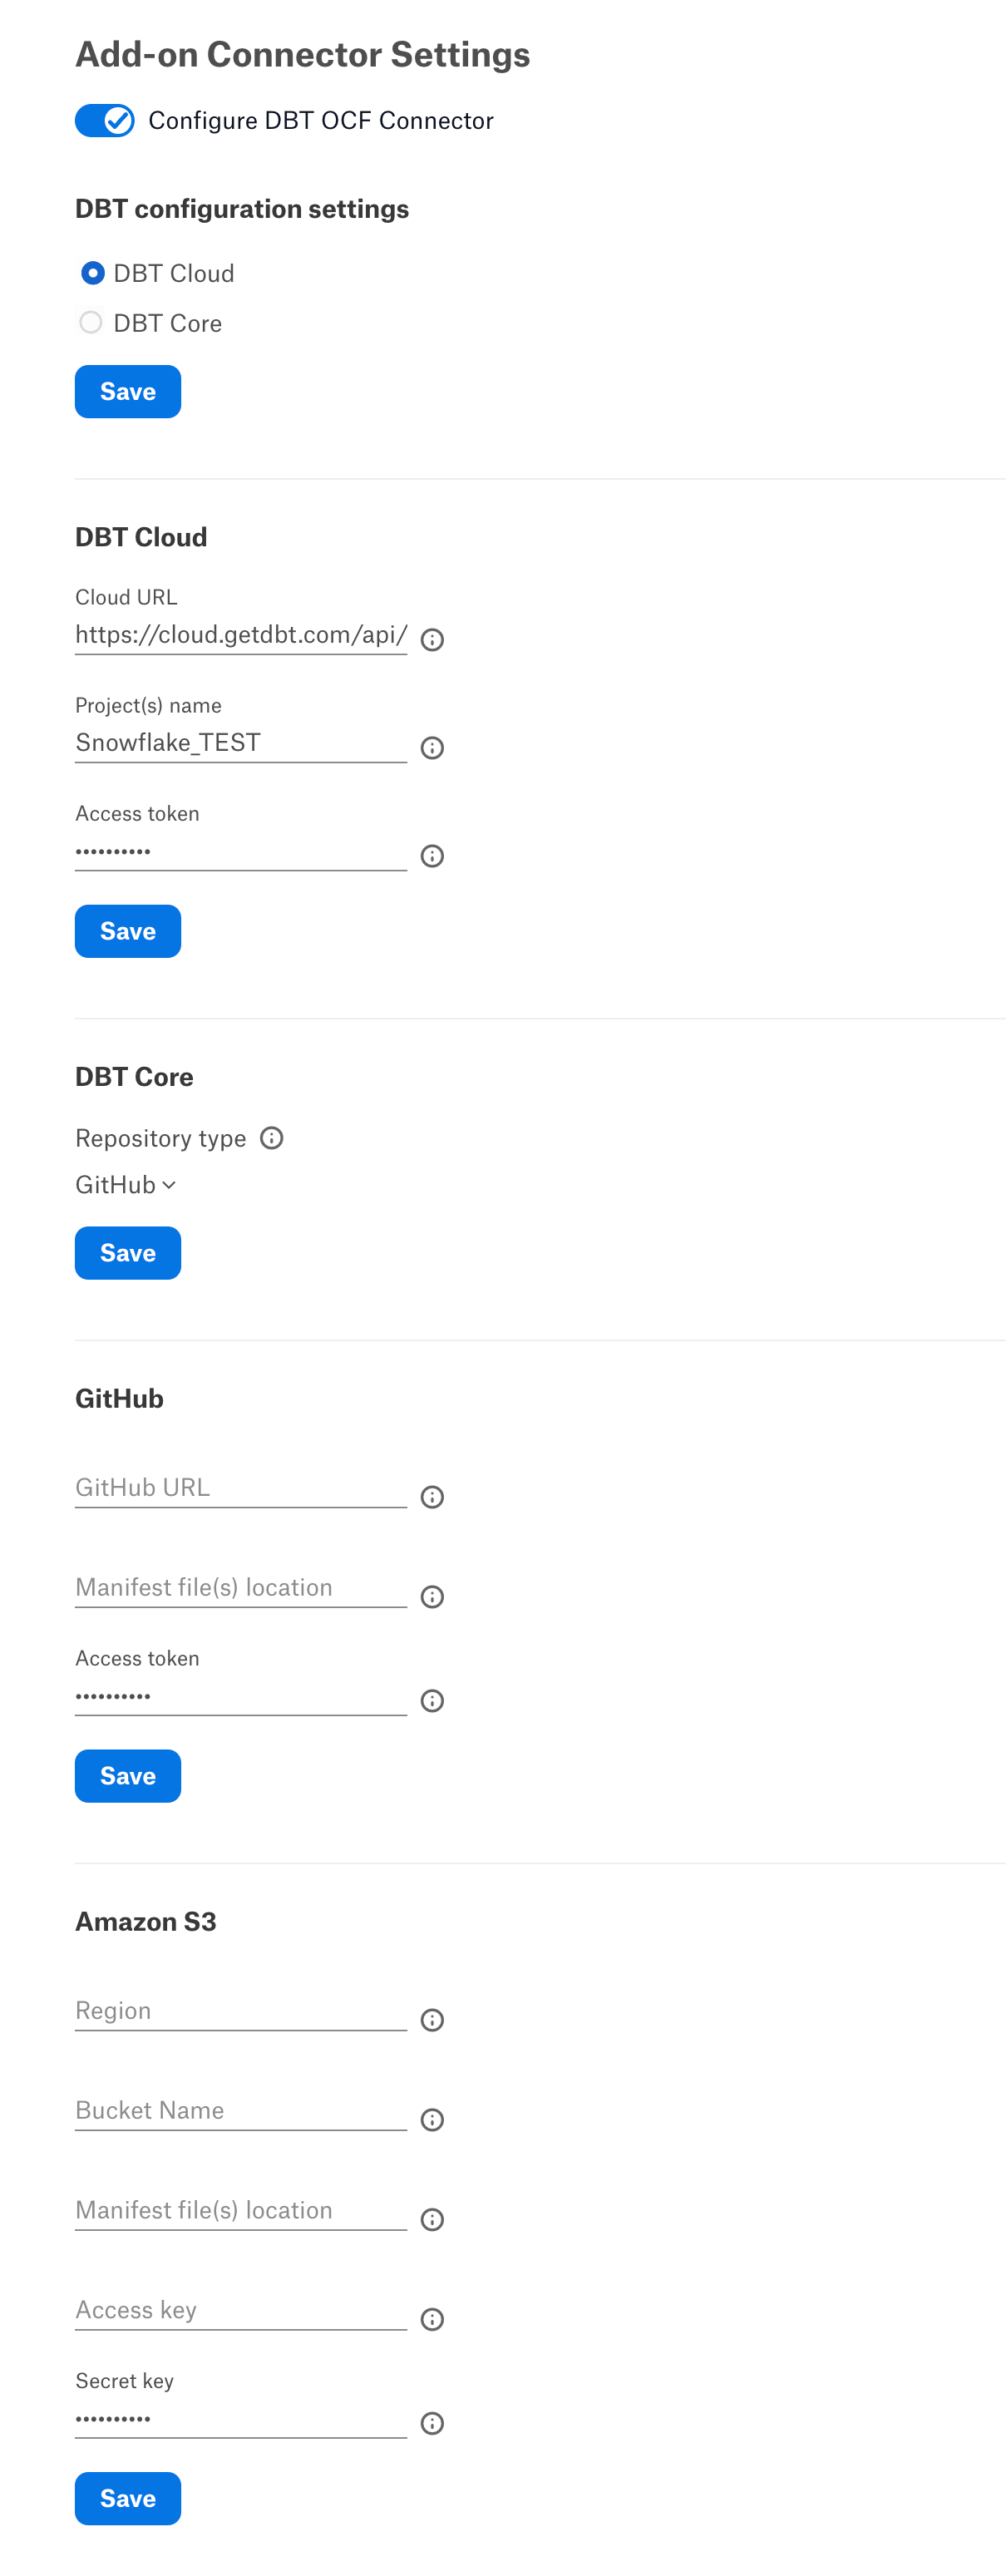 Add-on Connector Settings
Configure DBT OCF Connector
DBT configuration settings
DBT Cloud
DBT Core
Save
DBT Cloud
Cloud URL
https://cloud.getdbt.com/api/
Project(s) name
Snowflake_TEST
Access token
••••••••••
Save
DBT Core
Repository type
GitHub
Save
GitHub
GitHub URL
Manifest file(s) location
Access token
••••••••••
Save
Amazon S3
Region
Bucket Name
Manifest file(s) location
Access key
Secret key
••••••••••
Save